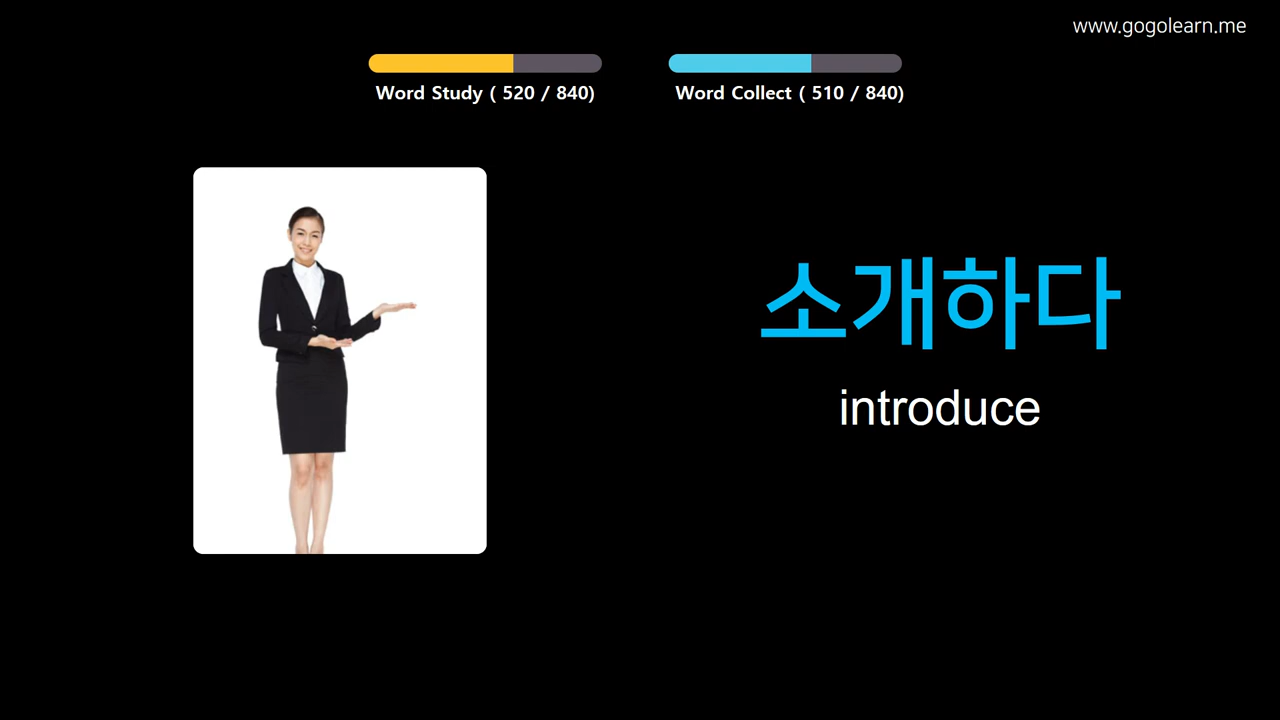 www.gogolearn.me
Word Study ( 520 / 840)
Word Collect ( 510 / 840)
소개하다
introduce